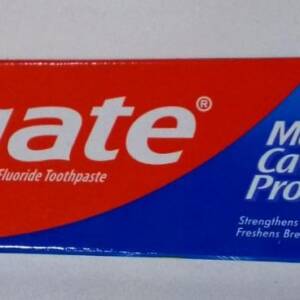 gate®
Fluoride Toothpaste
Ca
Pro
Strengthens
Freshens Bre